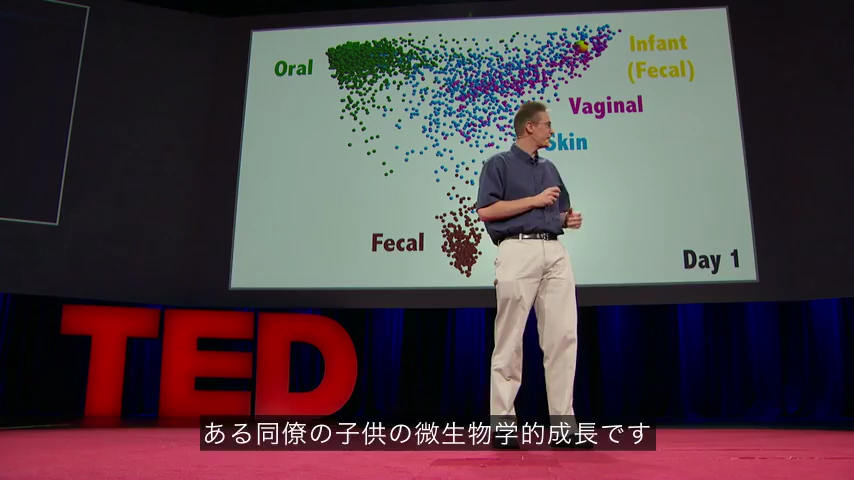 Oral
Infant
(Fecal)
Vaginal
Skin
Fecal
Day 1
TED
ある同僚の子供の微生物学的成長です